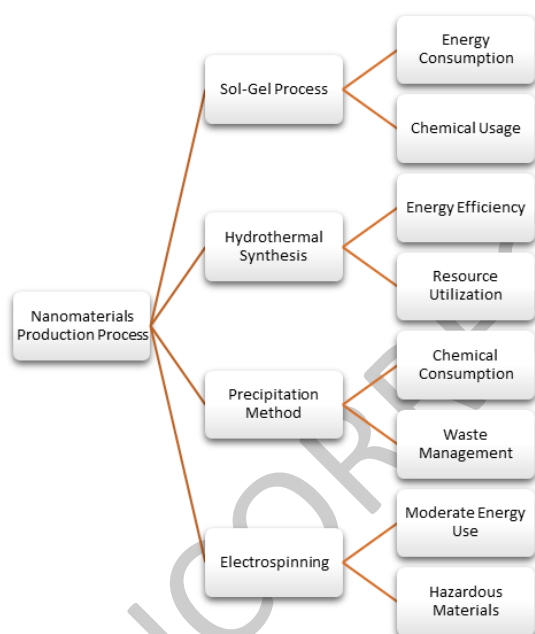 Energy
Consumption
Sol-Gel Process
Chemical Usage
Energy Efficiency
Hydrothermal
Synthesis
Resource
Utilization
Nanomaterials
Production Process
Chemical
Consumption
Precipitation
Method
Waste
Management
Moderate Energy
Use
Electrospinning
Hazardous
Materials